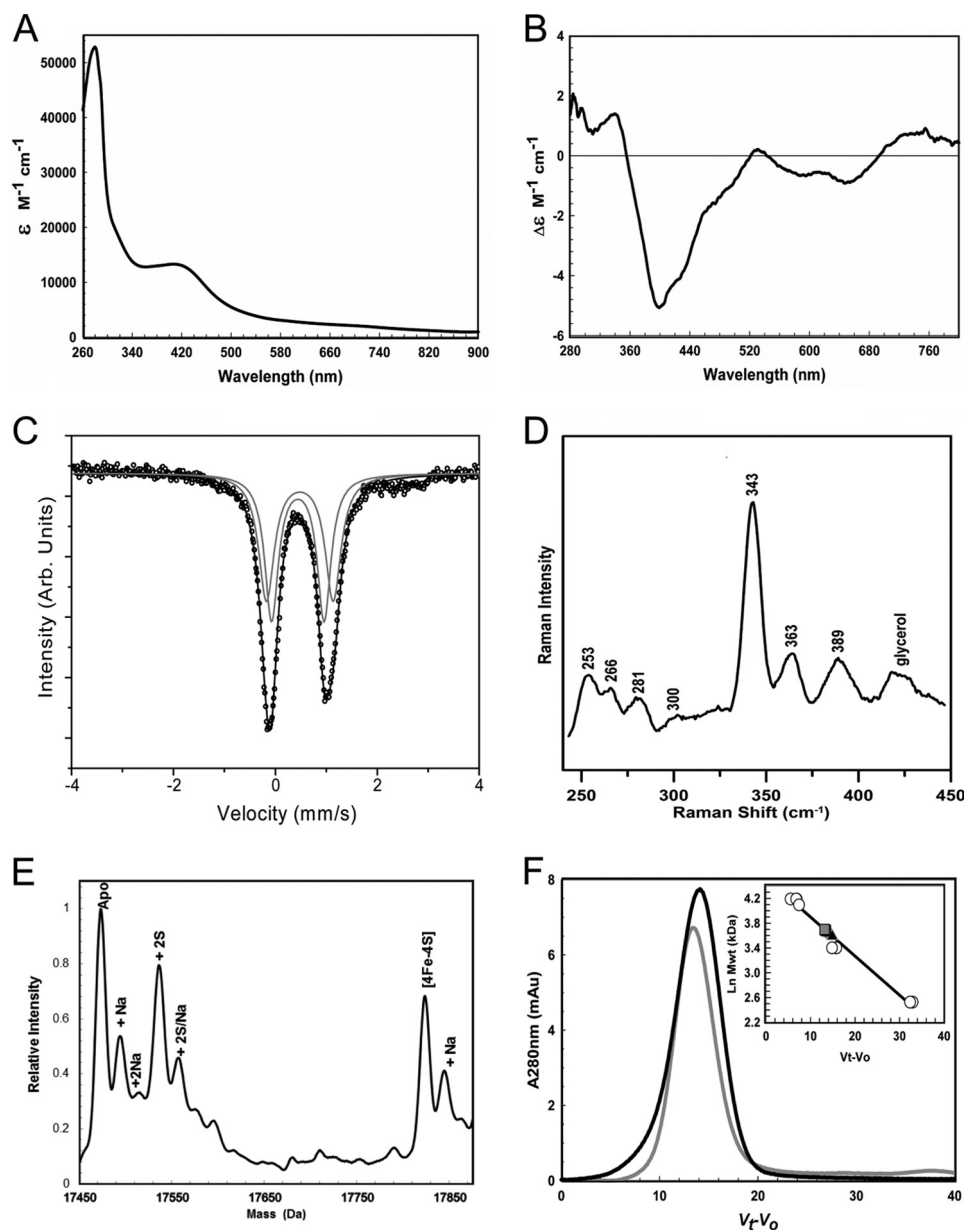 A
50000
40000
30000
20000
10000
0
ε M⁻¹ cm⁻¹
260 340 420 500 580 660 740 820 900
Wavelength (nm)
B
4
2
0
-2
-4
-6
Δε M⁻¹ cm⁻¹
280 360 440 520 600 680 760
Wavelength (nm)
C
Intensity (Arb. Units)
-4 -2 0 2 4
Velocity (mm/s)
D
Raman Intensity
253
266
281
300
343
363
389
glycerol
250 300 350 400 450
Raman Shift (cm⁻¹)
E
1
0.8
0.6
0.4
0.2
0
Relative Intensity
Apo
+ Na
+2Na
+ 2S
+ 2S/Na
[4Fe-4S]
+ Na
17450 17550 17650 17750 17850
Mass (Da)
F
8
6
4
2
0
A280nm (mAu)
0 10 20 30 40
Vt-Vo
4.2
3.8
3.4
3.0
2.6
2.2
Ln Mwt (kDa)
0 10 20 30 40
Vt-Vo